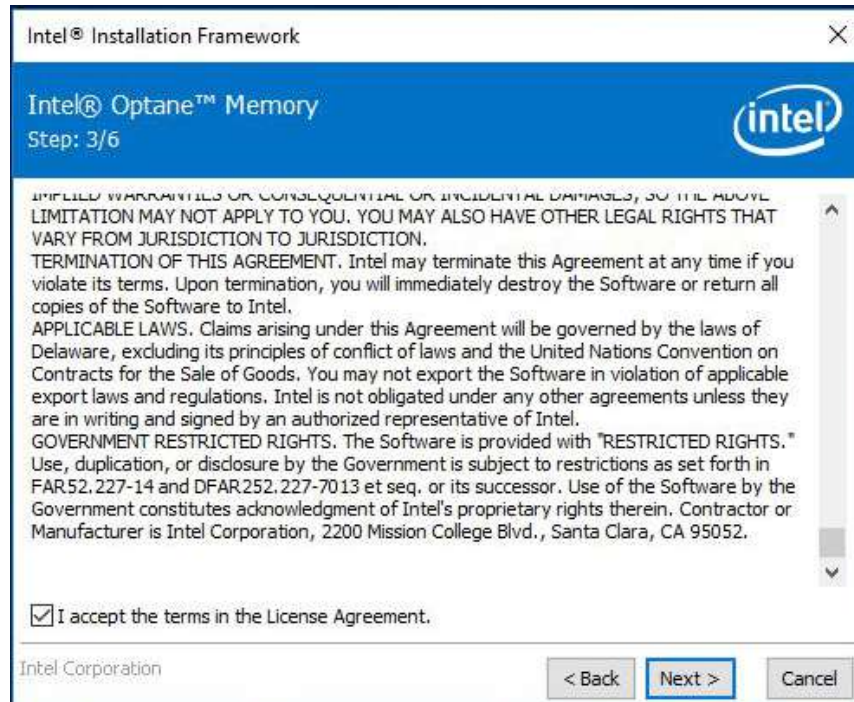 Intel® Installation Framework
Intel® Optane™ Memory
Step: 3/6
intel
IMPLIED WARRANTIES OR CONSEQUENTIAL OR INCIDENTAL DAMAGES, SO THE ABOVE
LIMITATION MAY NOT APPLY TO YOU. YOU MAY ALSO HAVE OTHER LEGAL RIGHTS THAT
VARY FROM JURISDICTION TO JURISDICTION.
TERMINATION OF THIS AGREEMENT. Intel may terminate this Agreement at any time if you
violate its terms. Upon termination, you will immediately destroy the Software or return all
copies of the Software to Intel.
APPLICABLE LAWS. Claims arising under this Agreement will be governed by the laws of
Delaware, excluding its principles of conflict of laws and the United Nations Convention on
Contracts for the Sale of Goods. You may not export the Software in violation of applicable
export laws and regulations. Intel is not obligated under any other agreements unless they
are in writing and signed by an authorized representative of Intel.
GOVERNMENT RESTRICTED RIGHTS. The Software is provided with "RESTRICTED RIGHTS."
Use, duplication, or disclosure by the Government is subject to restrictions as set forth in
FAR52.227-14 and DFAR252.227-7013 et seq. or its successor. Use of the Software by the
Government constitutes acknowledgment of Intel's proprietary rights therein. Contractor or
Manufacturer is Intel Corporation, 2200 Mission College Blvd., Santa Clara, CA 95052.
I accept the terms in the License Agreement.
Intel Corporation
< Back Next > Cancel